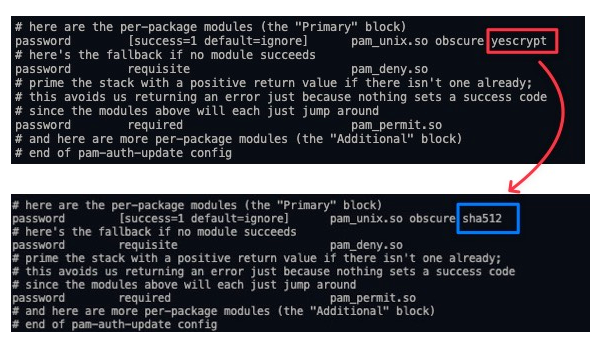 # here are the per-package modules (the "Primary" block)
password [success=1 default=ignore] pam_unix.so obscure yescrypt
# here's the fallback if no module succeeds
password requisite pam_deny.so
# prime the stack with a positive return value if there isn't one already;
# this avoids us returning an error just because nothing sets a success code
# since the modules above will each just jump around
password required pam_permit.so
# and here are more per-package modules (the "Additional" block)
# end of pam-auth-update config
# here are the per-package modules (the "Primary" block)
password [success=1 default=ignore] pam_unix.so obscure sha512
# here's the fallback if no module succeeds
password requisite pam_deny.so
# prime the stack with a positive return value if there isn't one already;
# this avoids us returning an error just because nothing sets a success code
# since the modules above will each just jump around
password required pam_permit.so
# and here are more per-package modules (the "Additional" block)
# end of pam-auth-update config